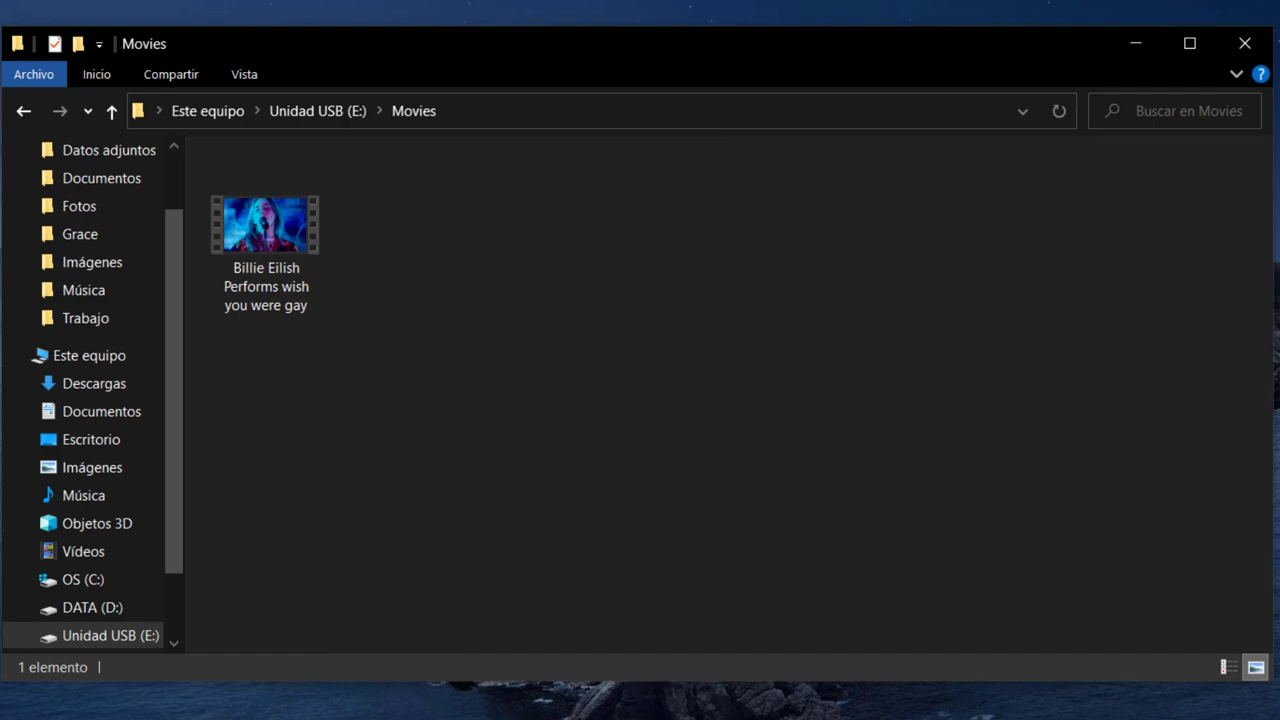 Movies
Archivo Inicio Compartir Vista
Este equipo Unidad USB (E:) Movies Buscar en Movies
Datos adjuntos
Documentos
Fotos
Grace
Imágenes
Música
Trabajo
Este equipo
Descargas
Documentos
Escritorio
Imágenes
Música
Objetos 3D
Vídeos
OS (C:)
DATA (D:)
Unidad USB (E:)
Billie Eilish
Performs wish
you were gay
1 elemento